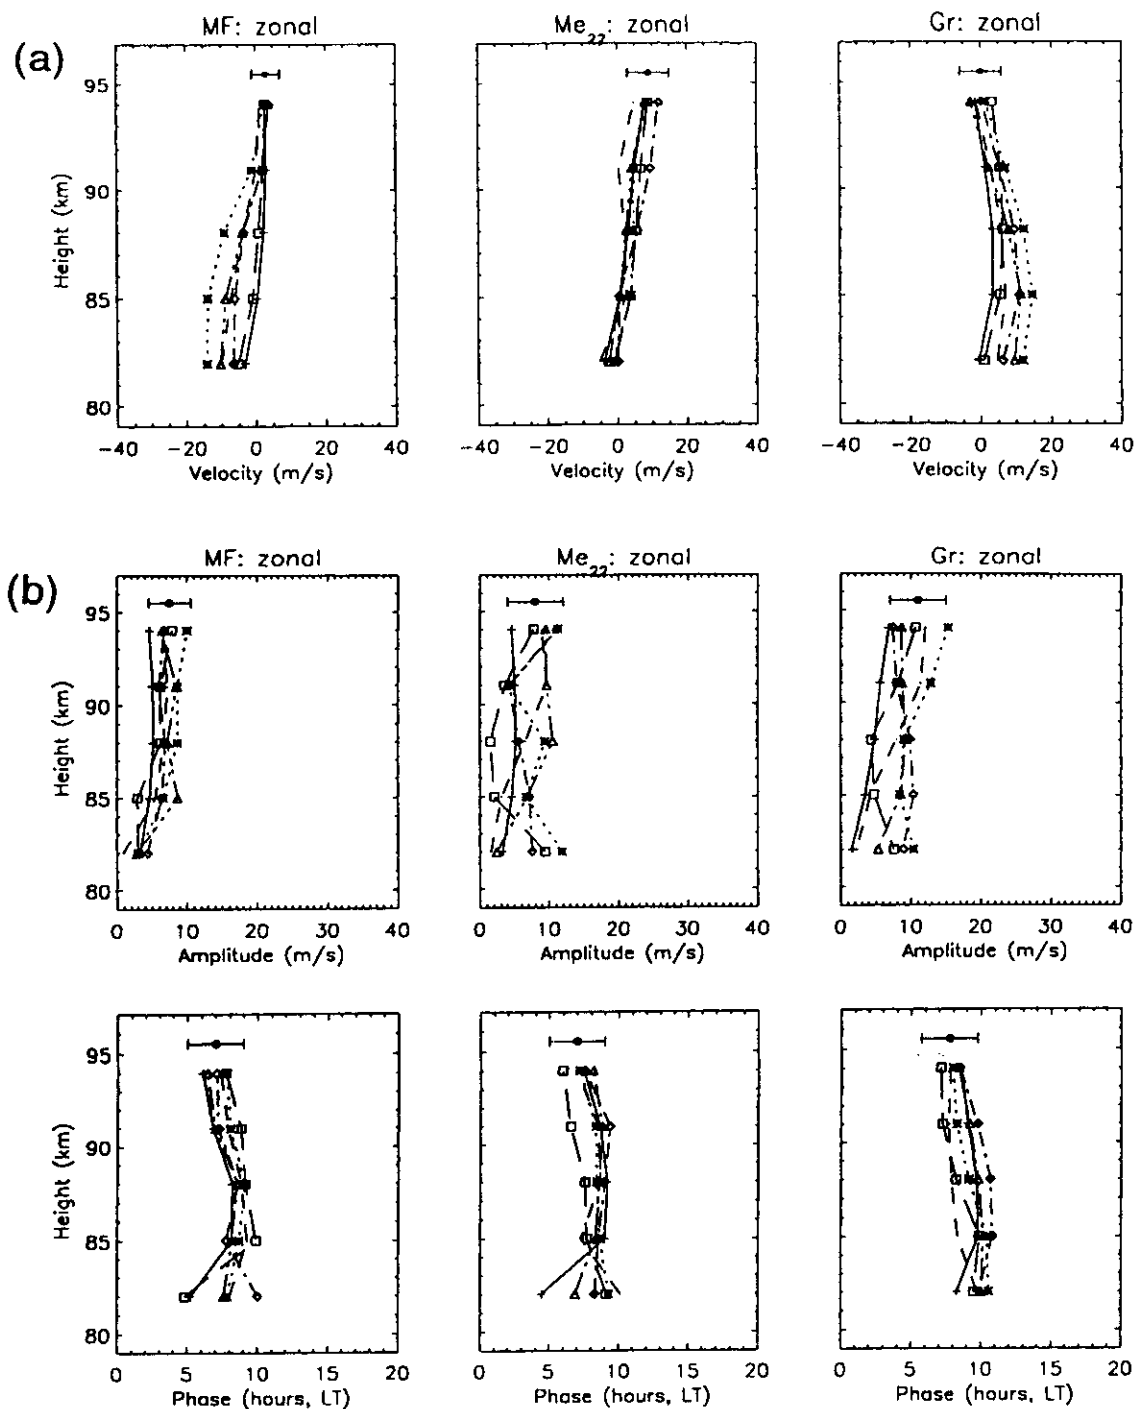 (a)
MF: zonal
Me22: zonal
Gr: zonal
Height (km)
95
90
85
80
−40 −20 0 20 40
−40 −20 0 20 40
−40 −20 0 20 40
Velocity (m/s)
Velocity (m/s)
Velocity (m/s)
(b)
MF: zonal
Me22: zonal
Gr: zonal
Height (km)
95
90
85
80
0 10 20 30 40
0 10 20 30 40
0 10 20 30 40
Amplitude (m/s)
Amplitude (m/s)
Amplitude (m/s)
Height (km)
95
90
85
80
0 5 10 15 20
0 5 10 15 20
0 5 10 15 20
Phase (hours, LT)
Phase (hours, LT)
Phase (hours, LT)